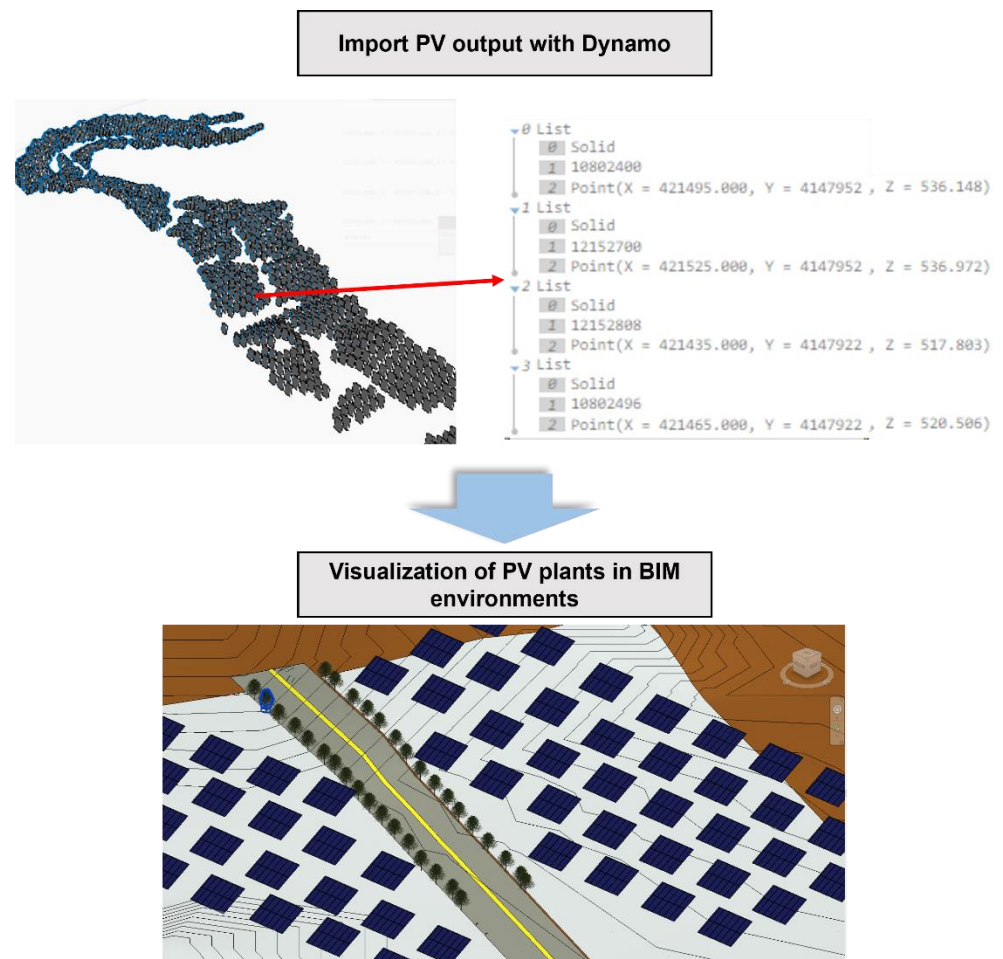 Import PV output with Dynamo
0 List
0 Solid
1 10802400
2 Point(X = 421495.000, Y = 4147952 , Z = 536.148)
1 List
0 Solid
1 12152700
2 Point(X = 421525.000, Y = 4147952 , Z = 536.972)
2 List
0 Solid
1 12152808
2 Point(X = 421435.000, Y = 4147922 , Z = 517.803)
3 List
0 Solid
1 10802496
2 Point(X = 421465.000, Y = 4147922 , Z = 520.506)
Visualization of PV plants in BIM
environments